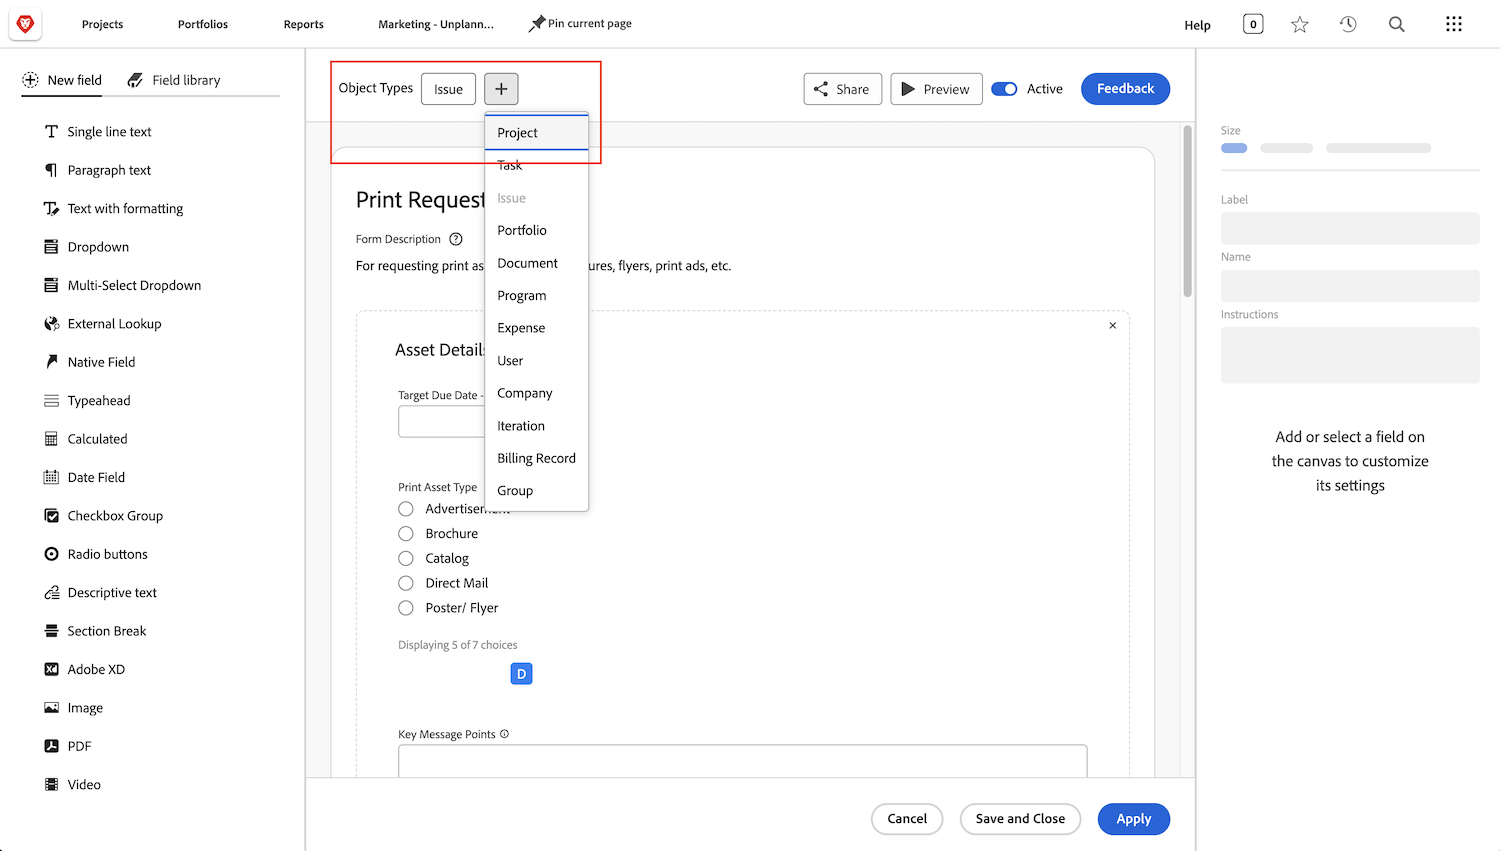 Projects
Portfolios
Reports
Marketing - Unplann...
Pin current page
Help
0
New field
Field library
Single line text
Paragraph text
Text with formatting
Dropdown
Multi-Select Dropdown
External Lookup
Native Field
Typeahead
Calculated
Date Field
Checkbox Group
Radio buttons
Descriptive text
Section Break
Adobe XD
Image
PDF
Video
Object Types
Issue
+
Share
Preview
Active
Feedback
Project
Task
Issue
Portfolio
Document
Program
Expense
User
Company
Iteration
Billing Record
Group
Print Request
Form Description
For requesting print as ures, flyers, print ads, etc.
Asset Details
Target Due Date -
Print Asset Type
Advertisement
Brochure
Catalog
Direct Mail
Poster/ Flyer
Displaying 5 of 7 choices
D
Key Message Points
Cancel
Save and Close
Apply
Size
Label
Name
Instructions
Add or select a field on
the canvas to customize
its settings